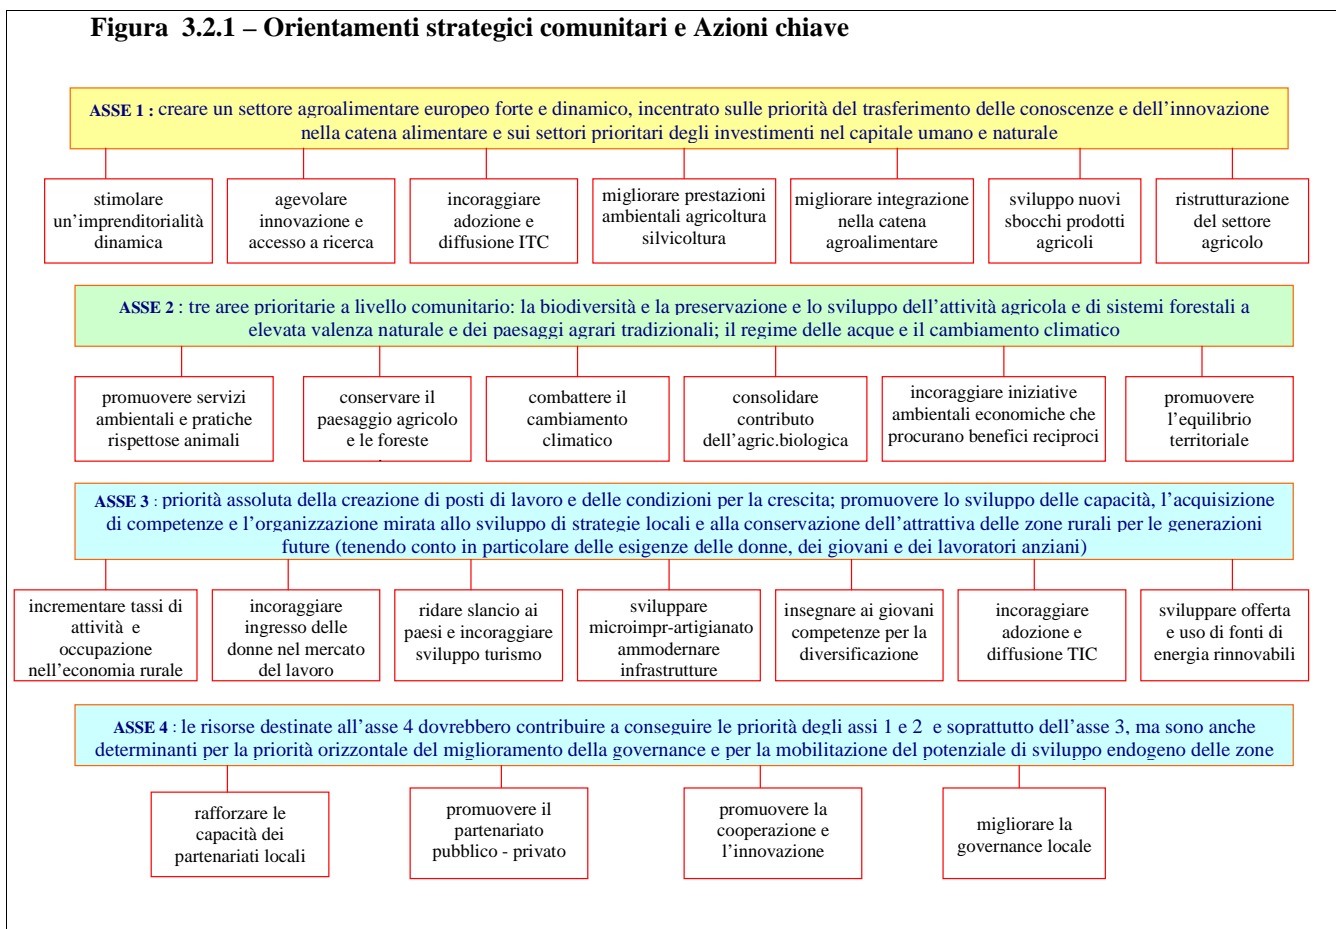 Figura 3.2.1 – Orientamenti strategici comunitari e Azioni chiave
ASSE 1 : creare un settore agroalimentare europeo forte e dinamico, incentrato sulle priorità del trasferimento delle conoscenze e dell’innovazione
nella catena alimentare e sui settori prioritari degli investimenti nel capitale umano e naturale
stimolare
un’imprenditorialità
dinamica
agevolare
innovazione e
accesso a ricerca
incoraggiare
adozione e
diffusione ITC
migliorare prestazioni
ambientali agricoltura
silvicoltura
migliorare integrazione
nella catena
agroalimentare
sviluppo nuovi
sbocchi prodotti
agricoli
ristrutturazione
del settore
agricolo
ASSE 2 : tre aree prioritarie a livello comunitario: la biodiversità e la preservazione e lo sviluppo dell’attività agricola e di sistemi forestali a
elevata valenza naturale e dei paesaggi agrari tradizionali; il regime delle acque e il cambiamento climatico
promuovere servizi
ambientali e pratiche
rispettose animali
conservare il
paesaggio agricolo
e le foreste
combattere il
cambiamento
climatico
consolidare
contributo
dell’agric.biologica
incoraggiare iniziative
ambientali economiche che
procurano benefici reciproci
promuovere
l’equilibrio
territoriale
ASSE 3 : priorità assoluta della creazione di posti di lavoro e delle condizioni per la crescita; promuovere lo sviluppo delle capacità, l’acquisizione
di competenze e l’organizzazione mirata allo sviluppo di strategie locali e alla conservazione dell’attrattiva delle zone rurali per le generazioni
future (tenendo conto in particolare delle esigenze delle donne, dei giovani e dei lavoratori anziani)
incrementare tassi di
attività e
occupazione
nell’economia rurale
incoraggiare
ingresso delle
donne nel mercato
del lavoro
ridare slancio ai
paesi e incoraggiare
sviluppo turismo
sviluppare
microimpr-artigianato
ammodernare
infrastrutture
insegnare ai giovani
competenze per la
diversificazione
incoraggiare
adozione e
diffusione TIC
sviluppare offerta
e uso di fonti di
energia rinnovabili
ASSE 4 : le risorse destinate all’asse 4 dovrebbero contribuire a conseguire le priorità degli assi 1 e 2 e soprattutto dell’asse 3, ma sono anche
determinanti per la priorità orizzontale del miglioramento della governance e per la mobilitazione del potenziale di sviluppo endogeno delle zone
rafforzare le
capacità dei
partenariati locali
promuovere il
partenariato
pubblico - privato
promuovere la
cooperazione e
l’innovazione
migliorare la
governance locale